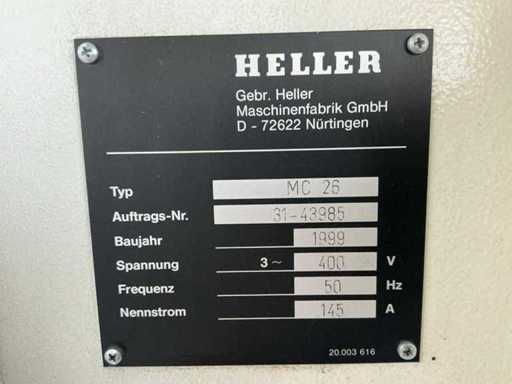 HELLER
Gebr. Heller
Maschinenfabrik GmbH
D - 72622 Nürtingen
Typ MC 26
Auftrags-Nr. 31-43985
Baujahr 1999
Spannung 3~ 400 V
Frequenz 50 Hz
Nennstrom 145 A
20.003 616